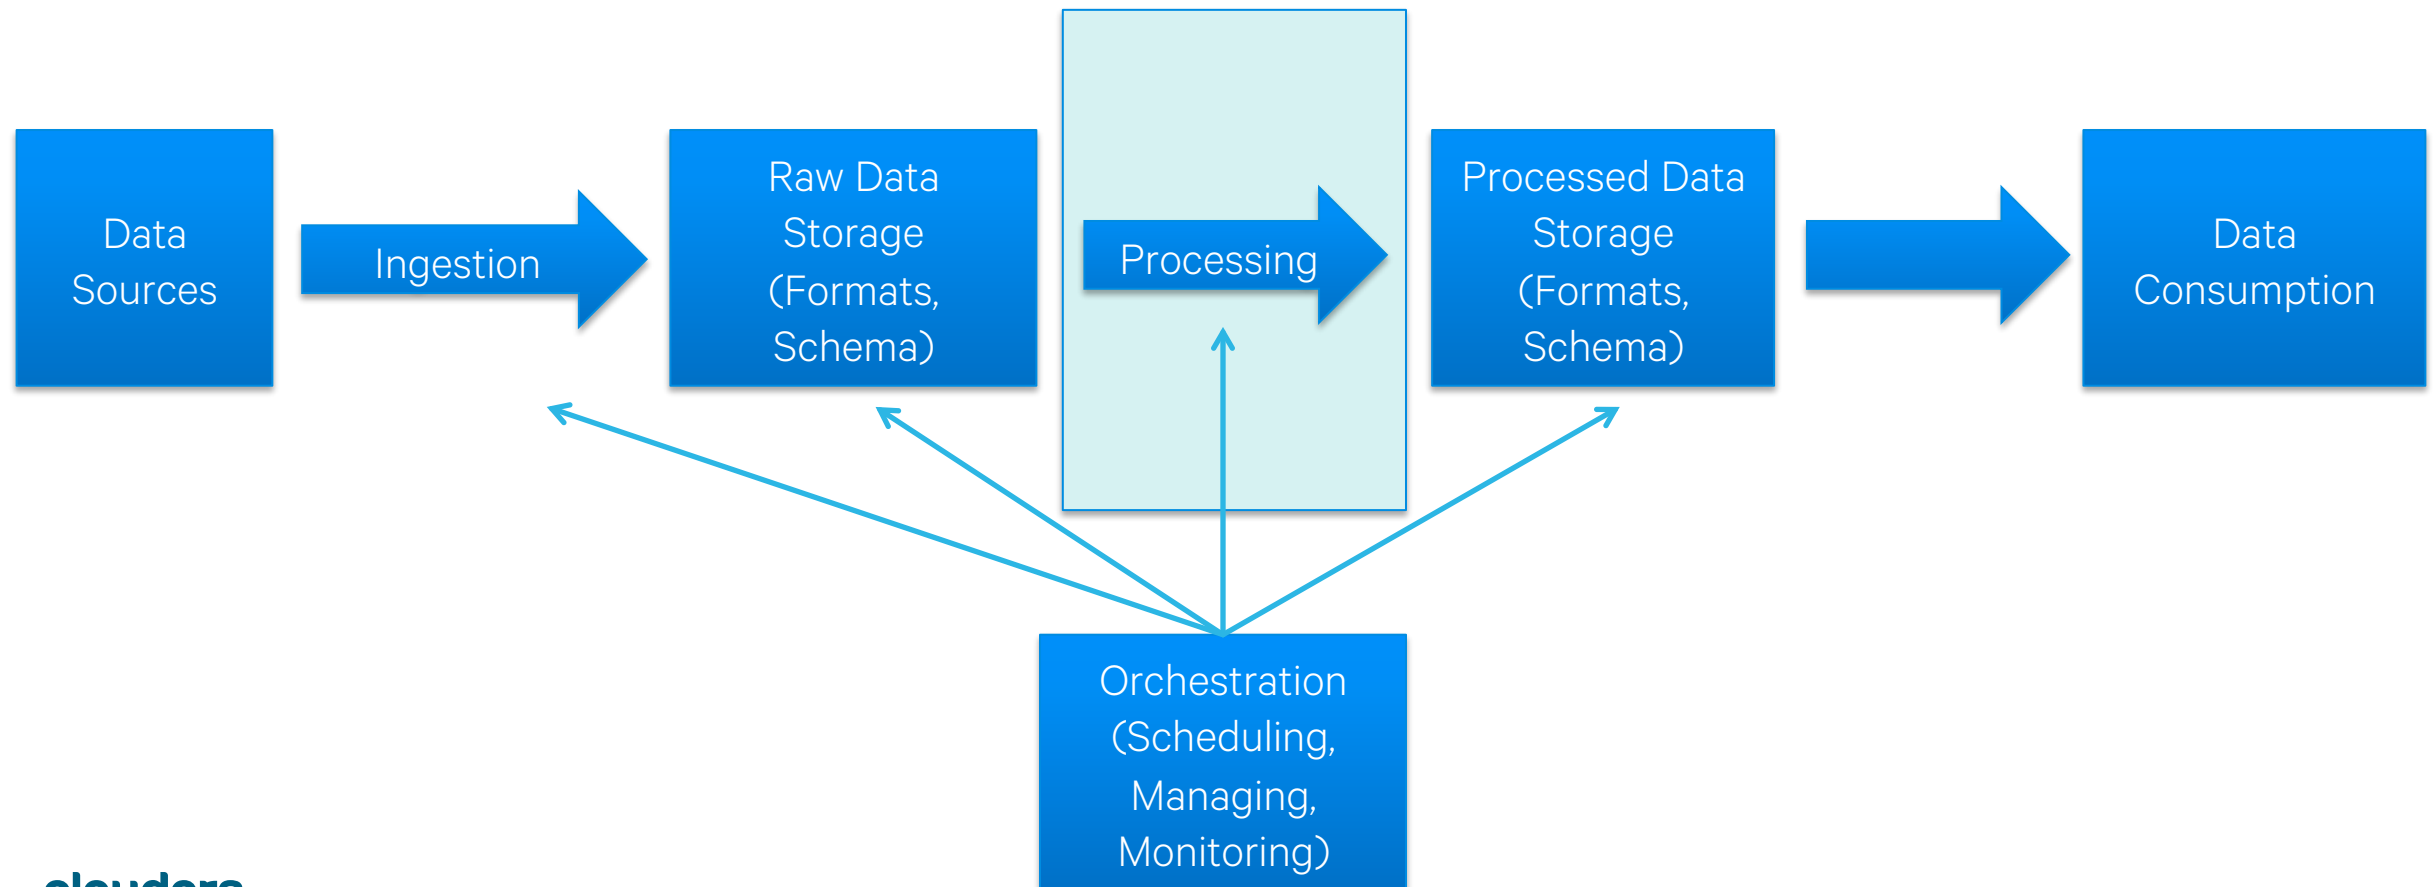 Data
Sources
Ingestion
Raw Data
Storage
(Formats,
Schema)
Processing
Processed Data
Storage
(Formats,
Schema)
Data
Consumption
Orchestration
(Scheduling,
Managing,
Monitoring)